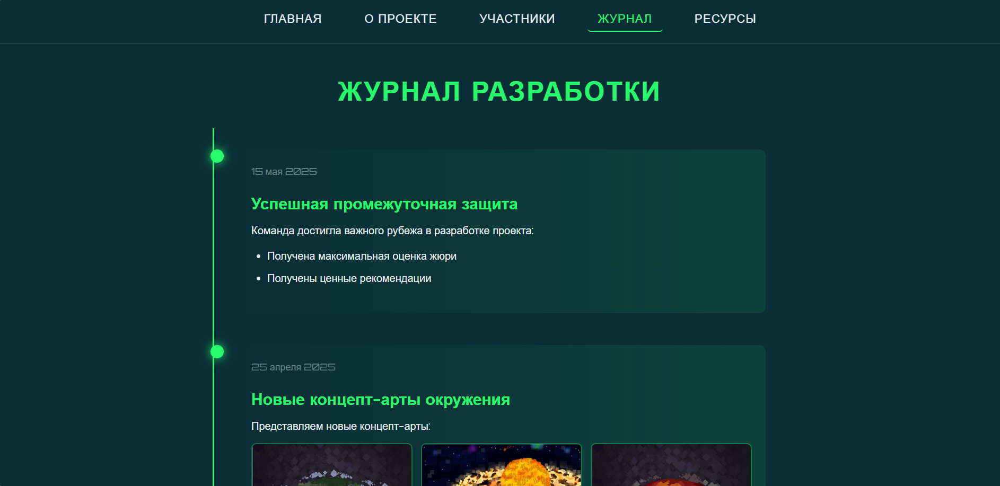 ГЛАВНАЯ О ПРОЕКТЕ УЧАСТНИКИ ЖУРНАЛ РЕСУРСЫ
ЖУРНАЛ РАЗРАБОТКИ
15 мая 2025
Успешная промежуточная защита
Команда достигла важного рубежа в разработке проекта:
• Получена максимальная оценка жюри
• Получены ценные рекомендации
25 апреля 2025
Новые концепт-арты окружения
Представляем новые концепт-арты: